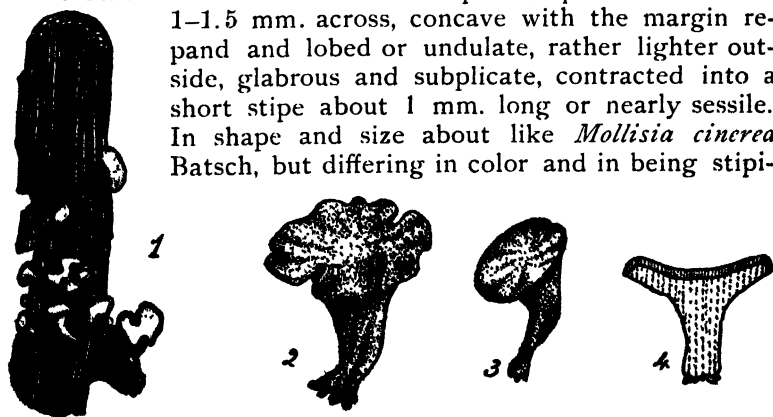 1–1.5 mm. across, concave with the margin re-
pand and lobed or undulate, rather lighter out-
side, glabrous and subplicate, contracted into a
short stipe about 1 mm. long or nearly sessile.
In shape and size about like Mollisia cinerea
Batsch, but differing in color and in being stipi-
1
2
3
4